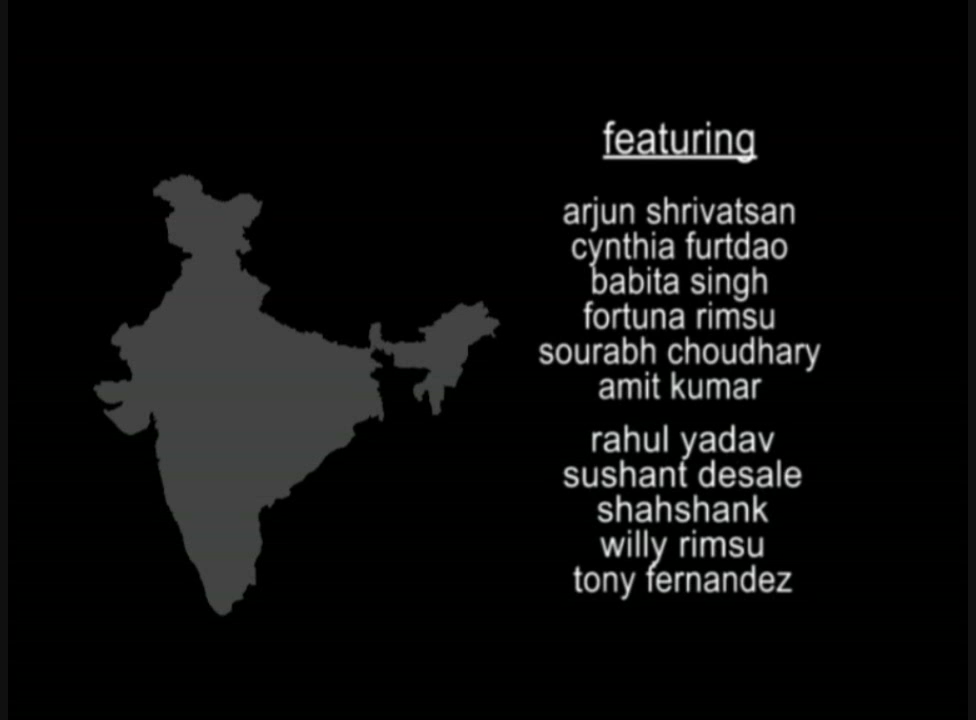 featuring
arjun shrivatsan
cynthia furtdao
babita singh
fortuna rimsu
sourabh choudhary
amit kumar
rahul yadav
sushant desale
shahshank
willy rimsu
tony fernandez